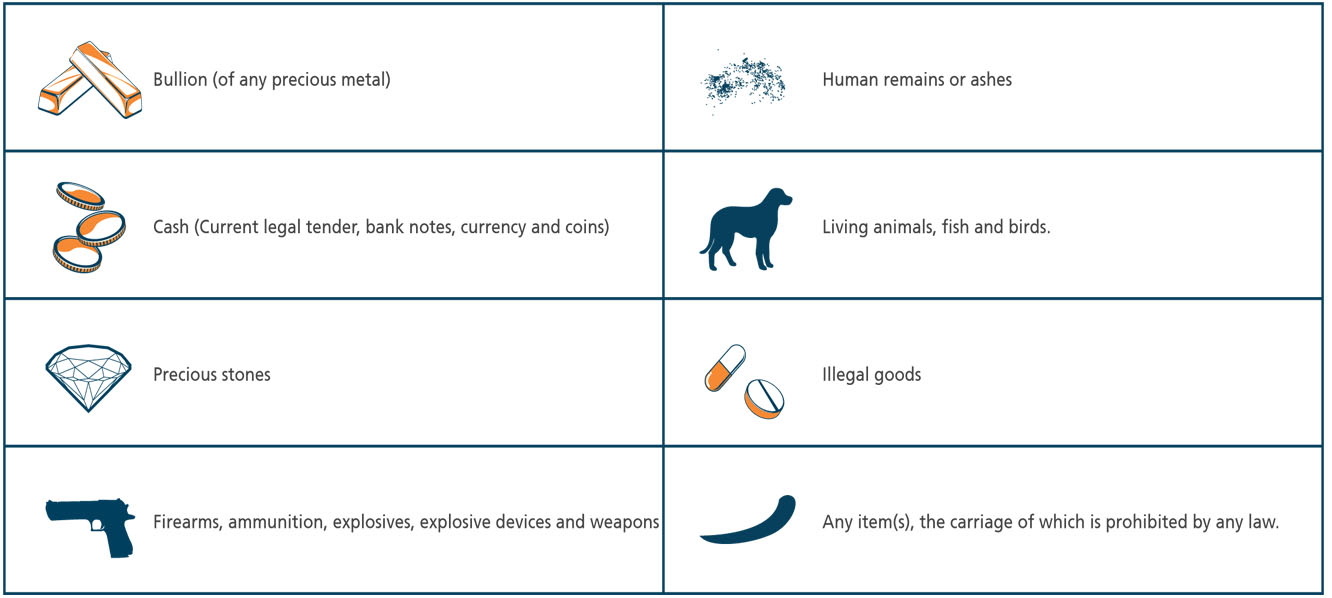 Bullion (of any precious metal)
Human remains or ashes
Cash (Current legal tender, bank notes, currency and coins)
Living animals, fish and birds.
Precious stones
Illegal goods
Firearms, ammunition, explosives, explosive devices and weapons
Any item(s), the carriage of which is prohibited by any law.